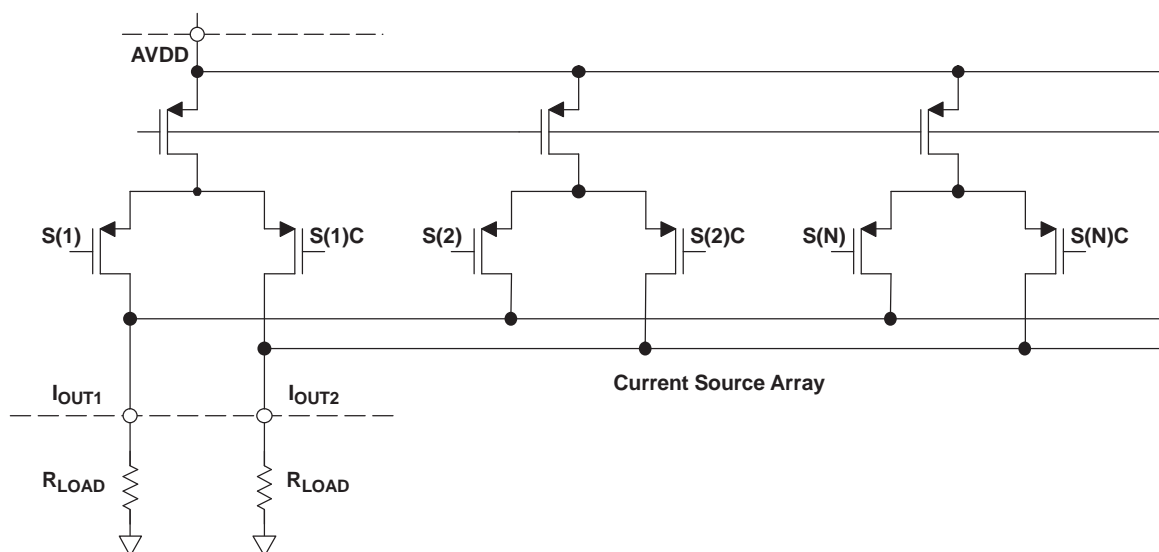 AVDD
S(1)
S(1)C
S(2)
S(2)C
S(N)
S(N)C
Current Source Array
IOUT1
IOUT2
RLOAD
RLOAD